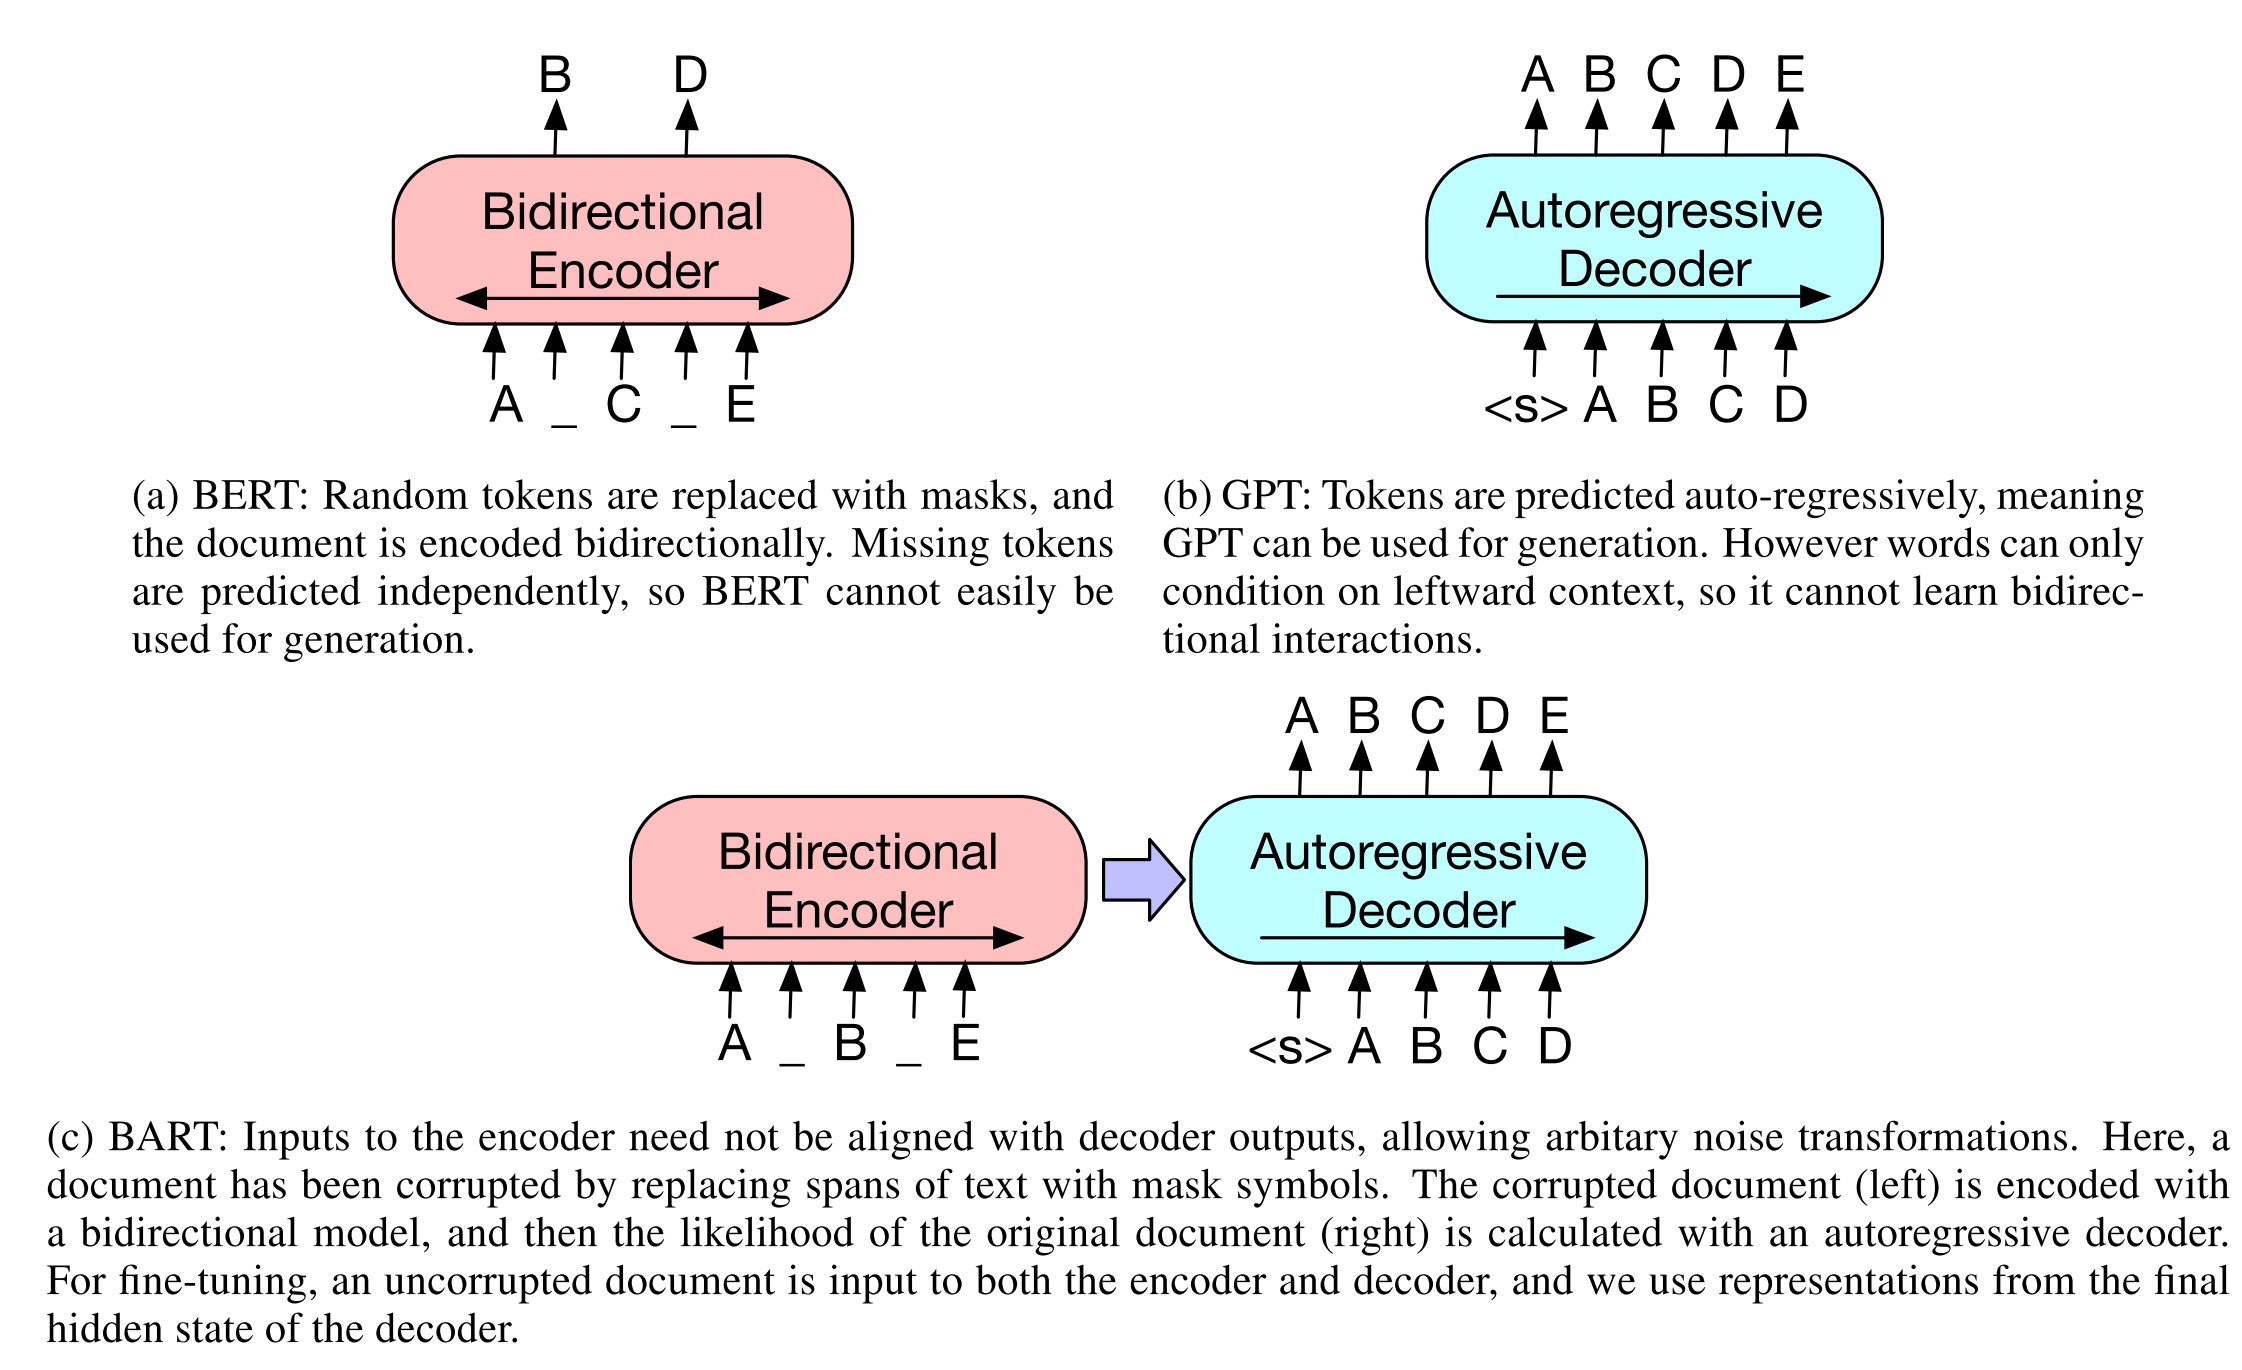 B D
Bidirectional
Encoder
A _ C _ E
(a) BERT: Random tokens are replaced with masks, and
the document is encoded bidirectionally. Missing tokens
are predicted independently, so BERT cannot easily be
used for generation.
A B C D E
Autoregressive
Decoder
<s> A B C D
(b) GPT: Tokens are predicted auto-regressively, meaning
GPT can be used for generation. However words can only
condition on leftward context, so it cannot learn bidirec-
tional interactions.
Bidirectional
Encoder
A _ B _ E
A B C D E
Autoregressive
Decoder
<s> A B C D
(c) BART: Inputs to the encoder need not be aligned with decoder outputs, allowing arbitary noise transformations. Here, a
document has been corrupted by replacing spans of text with mask symbols. The corrupted document (left) is encoded with
a bidirectional model, and then the likelihood of the original document (right) is calculated with an autoregressive decoder.
For fine-tuning, an uncorrupted document is input to both the encoder and decoder, and we use representations from the final
hidden state of the decoder.